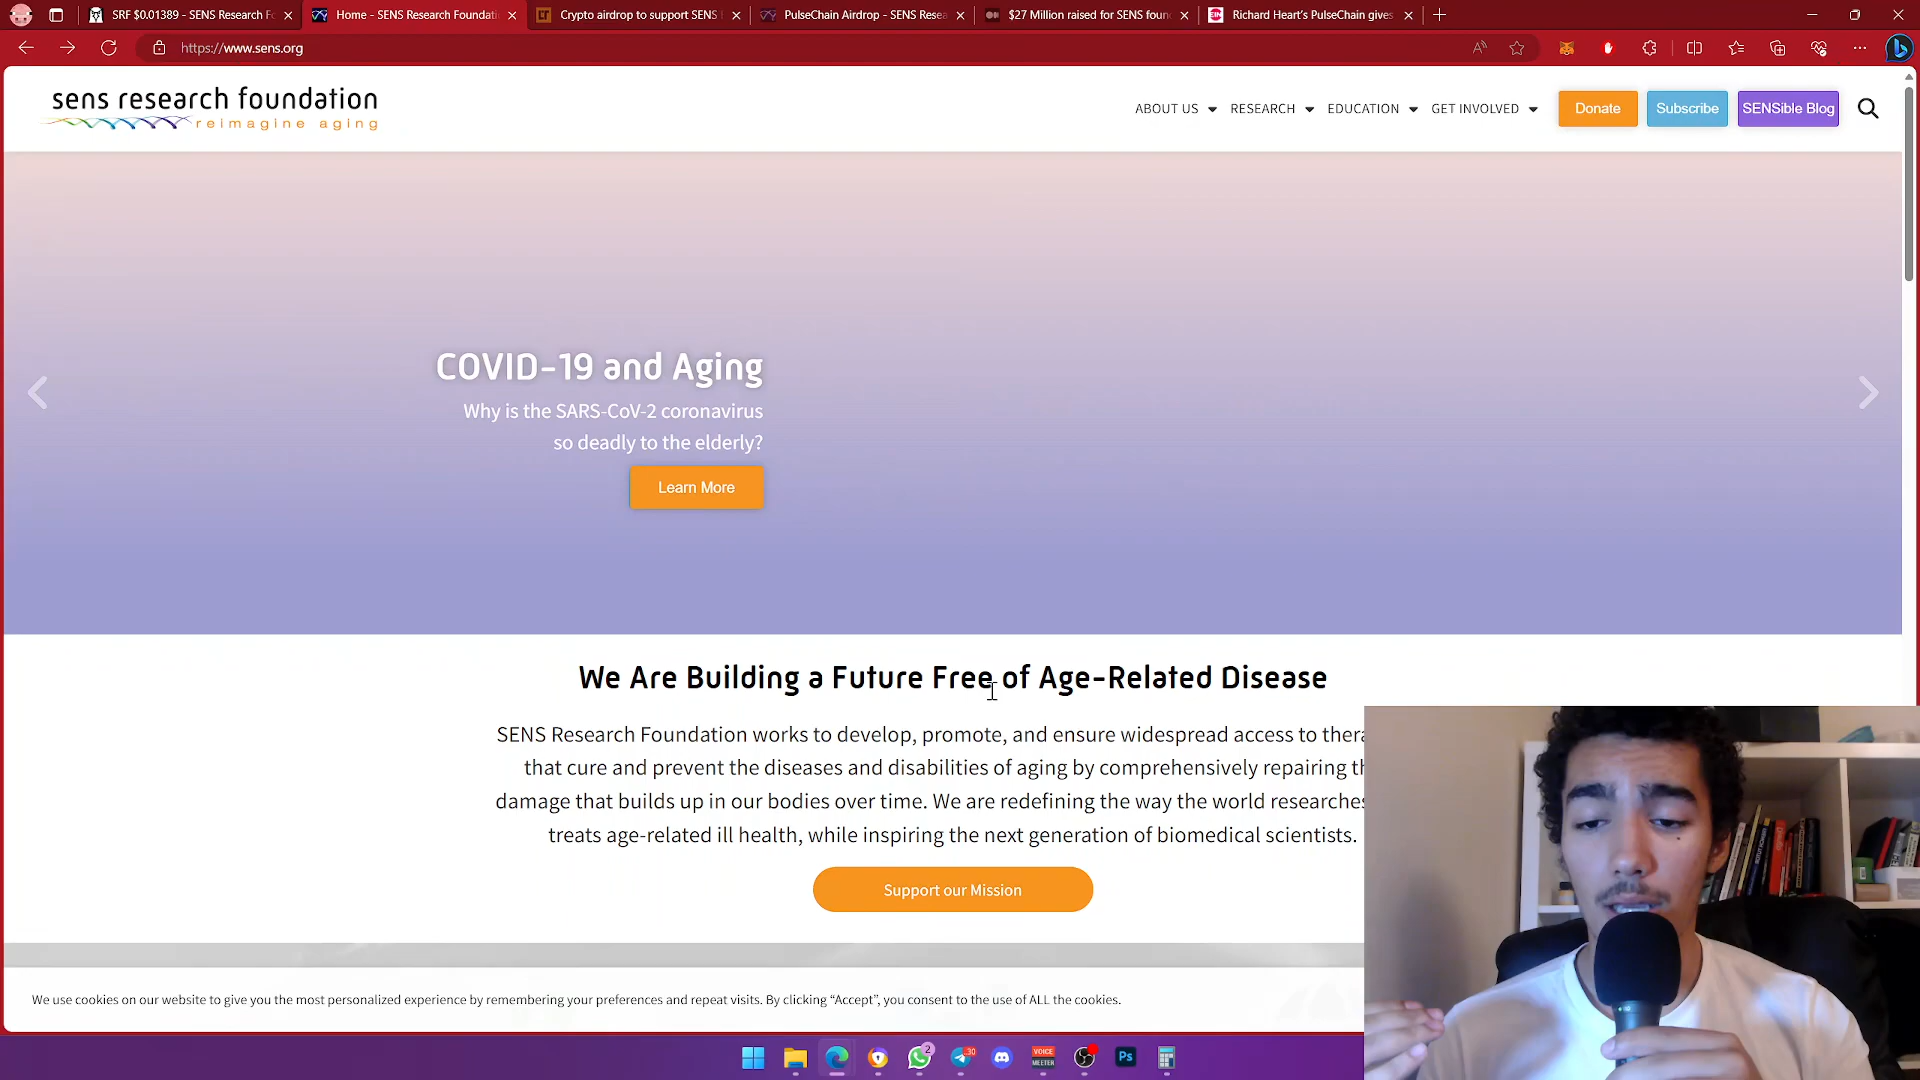 SRF $0.01389 - SENS Research Fo
Home - SENS Research Foundati
Crypto airdrop to support SENS
PulseChain Airdrop - SENS Resea
$27 Million raised for SENS foun
Richard Heart's PulseChain gives
https://www.sens.org
sens research foundation
reimagine aging
ABOUT US
RESEARCH
EDUCATION
GET INVOLVED
Donate
Subscribe
SENSible Blog
COVID-19 and Aging
Why is the SARS-CoV-2 coronavirus
so deadly to the elderly?
Learn More
We Are Building a Future Free of Age-Related Disease
SENS Research Foundation works to develop, promote, and ensure widespread access to thera
that cure and prevent the diseases and disabilities of aging by comprehensively repairing th
damage that builds up in our bodies over time. We are redefining the way the world researches
treats age-related ill health, while inspiring the next generation of biomedical scientists.
Support our Mission
We use cookies on our website to give you the most personalized experience by remembering your preferences and repeat visits. By clicking “Accept”, you consent to the use of ALL the cookies.
2
30
VOICE
MEETER
Ps